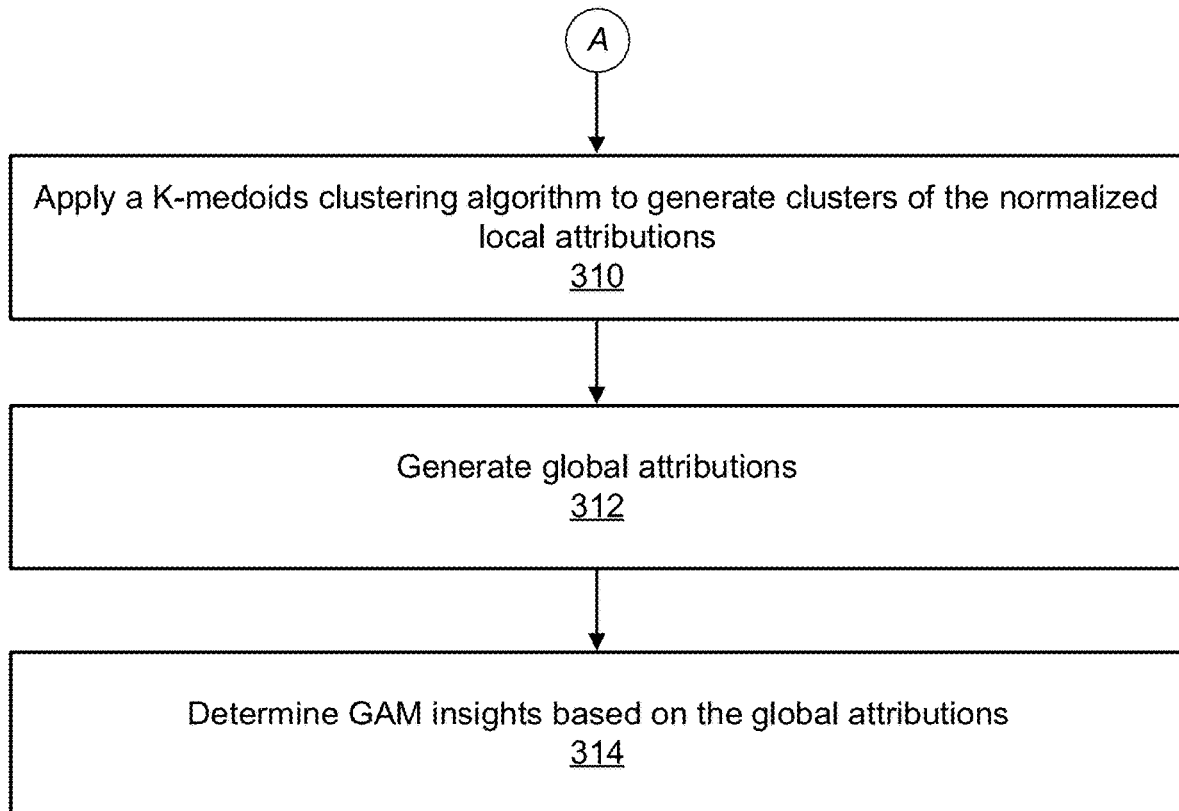 A
Apply a K-medoids clustering algorithm to generate clusters of the normalized
local attributions
310
Generate global attributions
312
Determine GAM insights based on the global attributions
314